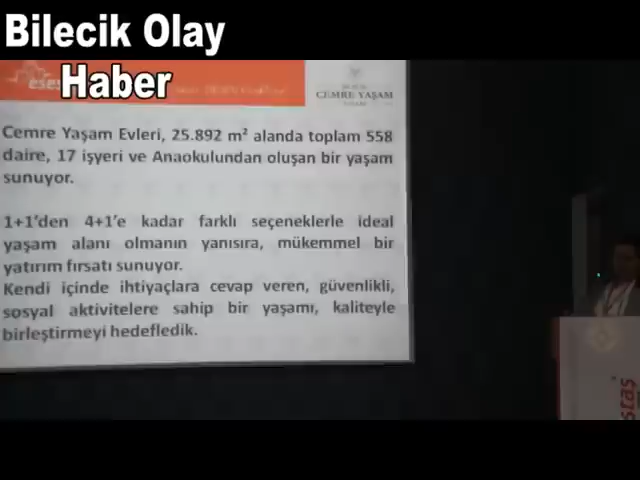 Bilecik Olay
Haber
CEMRE YAŞAM
Cemre Yaşam Evleri, 25.892 m² alanda toplam 558
daire, 17 işyeri ve Anaokulundan oluşan bir yaşam
sunuyor.
1+1'den 4+1'e kadar farklı seçeneklerle ideal
yaşam alanı olmanın yanısıra, mükemmel bir
yatırım fırsatı sunuyor.
Kendi içinde ihtiyaçlara cevap veren, güvenlikli,
sosyal aktivitelere sahip bir yaşamı, kaliteyle
birleştirmeyi hedefledik.